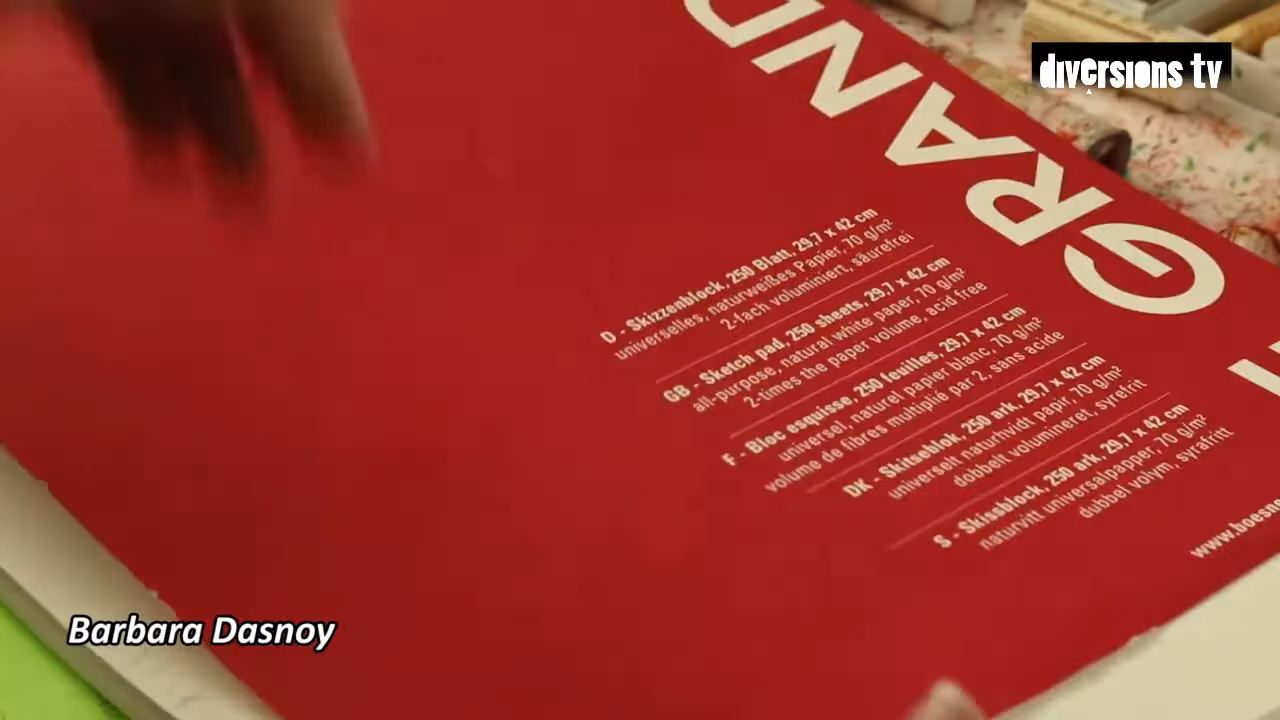 diversions tv
GRAND
D - Skizzenblock, 250 Blatt, 29,7 x 42 cm
universelles, naturweißes Papier, 70 g/m²
2-fach voluminiert, säurefrei
GB - Sketch pad, 250 sheets, 29,7 x 42 cm
all-purpose, natural white paper, 70 g/m²
2-times the paper volume, acid free
F - Bloc esquisse, 250 feuilles, 29,7 x 42 cm
universel, naturel papier blanc, 70 g/m²
volume de fibres multiplié par 2, sans acide
DK - Skitseblok, 250 ark, 29,7 x 42 cm
universelt naturhvidt papir, 70 g/m²
dobbelt volumineret, syrefrit
S - Skissblock, 250 ark, 29,7 x 42 cm
naturvitt universalpapper, 70 g/m²
dubbel volym, syrafritt
Barbara Dasnoy